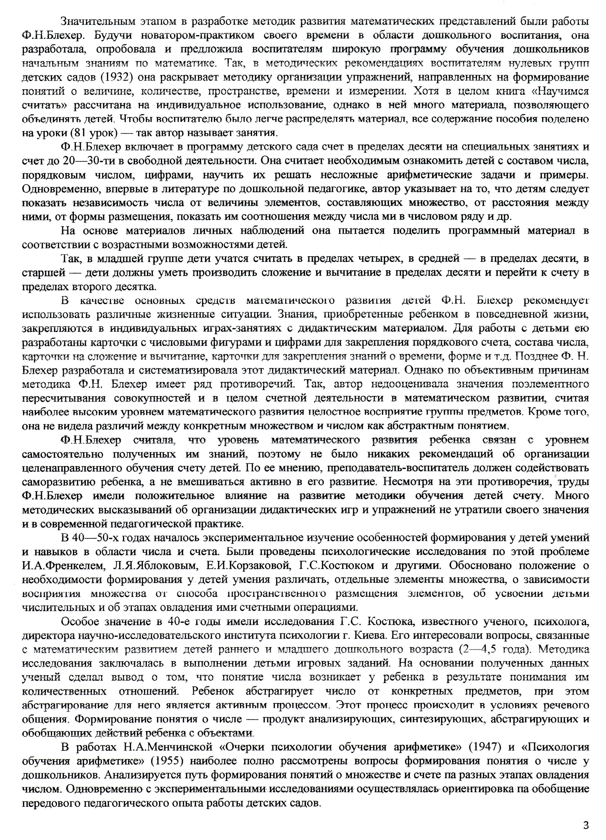 Значительным этапом в разработке методик развития математических представлений были работы
Ф.Н.Блехер. Будучи новатором-практиком своего времени в области дошкольного воспитания, она
разработала, опробовала и предложила воспитателям широкую программу обучения дошкольников
начальным знаниям по математике. Так, в методических рекомендациях воспитателям нулевых групп
детских садов (1932) она раскрывает методику организации упражнений, направленных на формирование
понятий о величине, количестве, пространстве, времени и измерении. Хотя в целом книга «Научимся
считать» рассчитана на индивидуальное использование, однако в ней много материала, позволяющего
объединять детей. Чтобы воспитателю было легче распределять материал, все содержание пособия поделено
на уроки (81 урок) — так автор называет занятия.
Ф.Н.Блехер включает в программу детского сада счет в пределах десяти на специальных занятиях и
счет до 20—30-ти в свободной деятельности. Она считает необходимым ознакомить детей с составом числа,
порядковым числом, цифрами, научить их решать несложные арифметические задачи и примеры.
Одновременно, впервые в литературе по дошкольной педагогике, автор указывает на то, что детям следует
показать независимость числа от величины элементов, составляющих множество, от расстояния между
ними, от формы размещения, показать им соотношения между числа ми в числовом ряду и др.
На основе материалов личных наблюдений она пытается поделить программный материал в
соответствии с возрастными возможностями детей.
Так, в младшей группе дети учатся считать в пределах четырех, в средней — в пределах десяти, в
старшей — дети должны уметь производить сложение и вычитание в пределах десяти и перейти к счету в
пределах второго десятка.
В качестве основных средств математического развития детей Ф.Н. Блехер рекомендует
использовать различные жизненные ситуации. Знания, приобретенные ребенком в повседневной жизни,
закрепляются в индивидуальных играх-занятиях с дидактическим материалом. Для работы с детьми ею
разработаны карточки с числовыми фигурами и цифрами для закрепления порядкового счета, состава числа,
карточки на сложение и вычитание, карточки для закрепления знаний о времени, форме и т.д. Позднее Ф. Н.
Блехер разработала и систематизировала этот дидактический материал. Однако по объективным причинам
методика Ф.Н. Блехер имеет ряд противоречий. Так, автор недооценивала значения поэлементного
пересчитывания совокупностей и в целом счетной деятельности в математическом развитии, считая
наиболее высоким уровнем математического развития целостное восприятие группы предметов. Кроме того,
она не видела различий между конкретным множеством и числом как абстрактным понятием.
Ф.Н.Блехер считала, что уровень математического развития ребенка связан с уровнем
самостоятельно полученных им знаний, поэтому не было никаких рекомендаций об организации
целенаправленного обучения счету детей. По ее мнению, преподаватель-воспитатель должен содействовать
саморазвитию ребенка, а не вмешиваться активно в его развитие. Несмотря на эти противоречия, труды
Ф.Н.Блехер имели положительное влияние на развитие методики обучения детей счету. Много
методических высказываний об организации дидактических игр и упражнений не утратили своего значения
и в современной педагогической практике.
В 40—50-х годах началось экспериментальное изучение особенностей формирования у детей умений
и навыков в области числа и счета. Были проведены психологические исследования по этой проблеме
И.А.Френкелем, Л.Я.Яблоковым, Е.И.Корзаковой, Г.С.Костюком и другими. Обосновано положение о
необходимости формирования у детей умения различать, отдельные элементы множества, о зависимости
восприятия множества от способа пространственного размещения элементов, об усвоении детьми
числительных и об этапах овладения ими счетными операциями.
Особое значение в 40-е годы имели исследования Г.С. Костюка, известного ученого, психолога,
директора научно-исследовательского института психологии г. Киева. Его интересовали вопросы, связанные
с математическим развитием детей раннего и младшего дошкольного возраста (2—4,5 года). Методика
исследования заключалась в выполнении детьми игровых заданий. На основании полученных данных
ученый сделал вывод о том, что понятие числа возникает у ребенка в результате понимания им
количественных отношений. Ребенок абстрагирует число от конкретных предметов, при этом
абстрагирование для него является активным процессом. Этот процесс происходит в условиях речевого
общения. Формирование понятия о числе — продукт анализирующих, синтезирующих, абстрагирующих и
обобщающих действий ребенка с объектами.
В работах Н.А.Менчинской «Очерки психологии обучения арифметике» (1947) и «Психология
обучения арифметике» (1955) наиболее полно рассмотрены вопросы формирования понятия о числе у
дошкольников. Анализируется путь формирования понятий о множестве и счете па разных этапах овладения
числом. Одновременно с экспериментальными исследованиями осуществлялась ориентировка па обобщение
передового педагогического опыта работы детских садов.
3